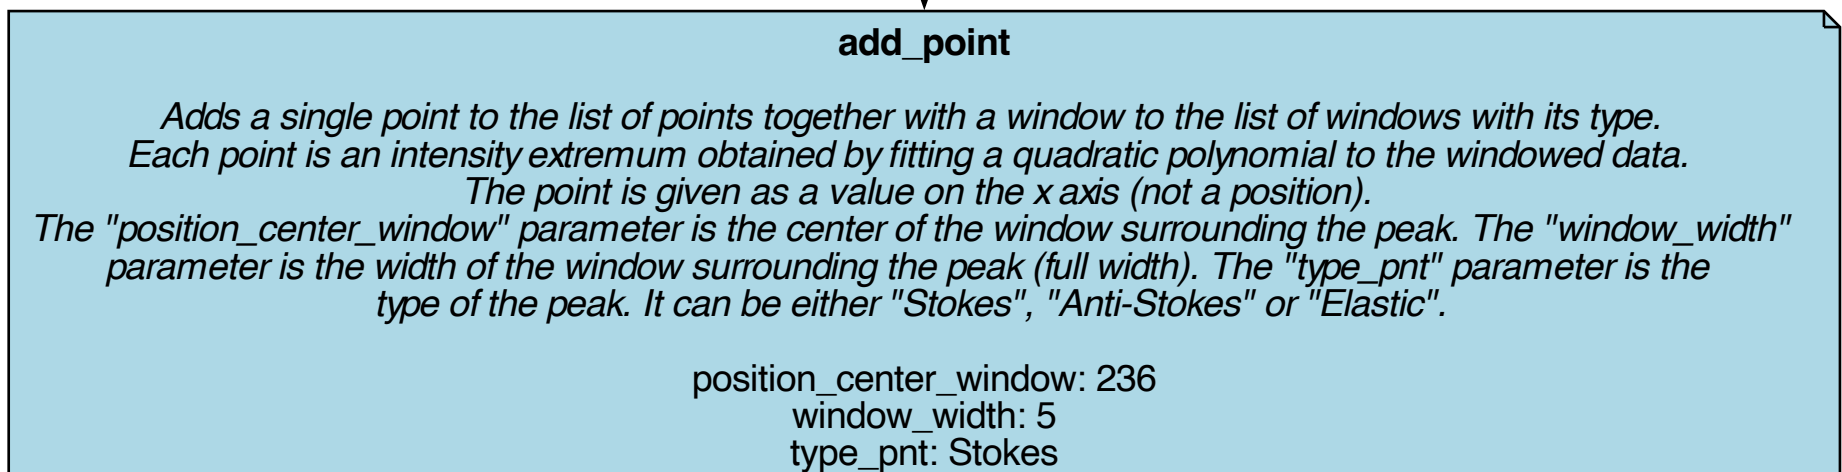 add_point
Adds a single point to the list of points together with a window to the list of windows with its type.
Each point is an intensity extremum obtained by fitting a quadratic polynomial to the windowed data.
The point is given as a value on the x axis (not a position).
The "position_center_window" parameter is the center of the window surrounding the peak. The "window_width"
parameter is the width of the window surrounding the peak (full width). The "type_pnt" parameter is the
type of the peak. It can be either "Stokes", "Anti-Stokes" or "Elastic".
position_center_window: 236
window_width: 5
type_pnt: Stokes